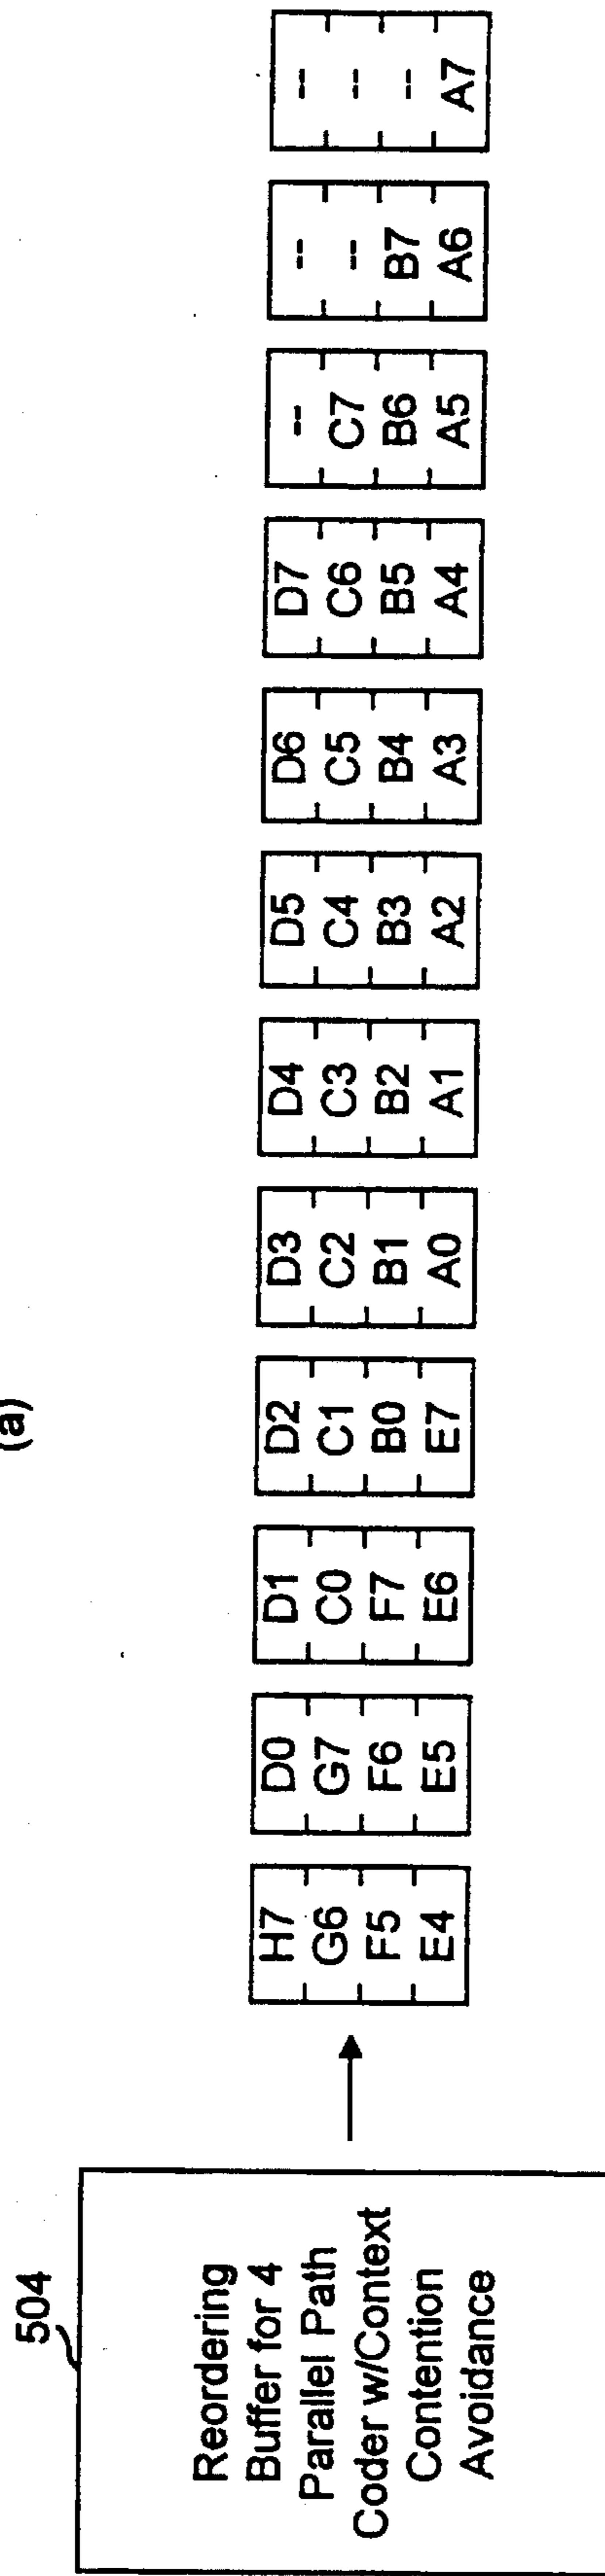 (a)
504
Reordering
Buffer for 4
Parallel Path
Coder w/Context
Contention
Avoidance
H7
G6
F5
E4
D0
G7
F6
E5
D1
C0
F7
E6
D2
C1
B0
E7
D3
C2
B1
A0
D4
C3
B2
A1
D5
C4
B3
A2
D6
C5
B4
A3
D7
C6
B5
A4
--
C7
B6
A5
--
--
B7
A6
--
--
--
A7